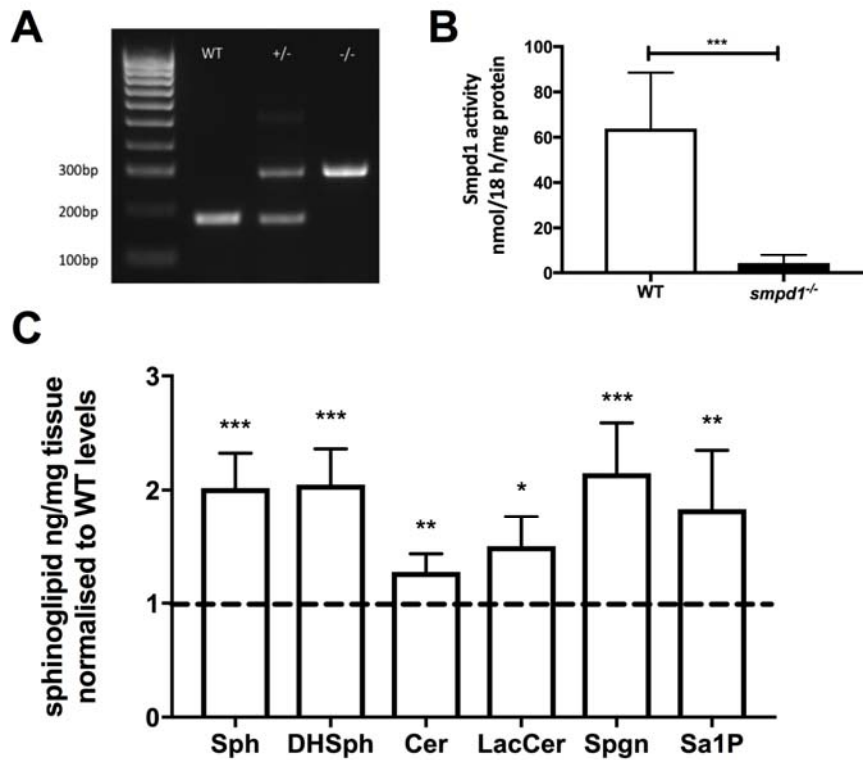 A
WT +/- -/-
300bp
200bp
100bp
B
Smpd1 activity
nmol/18 h/mg protein
100
80
60
40
20
0
***
WT smpd1-/-
C
sphinoglipid ng/mg tissue
normalised to WT levels
3
2
1
0
*** *** ** * *** **
Sph DHSph Cer LacCer Spgn Sa1P